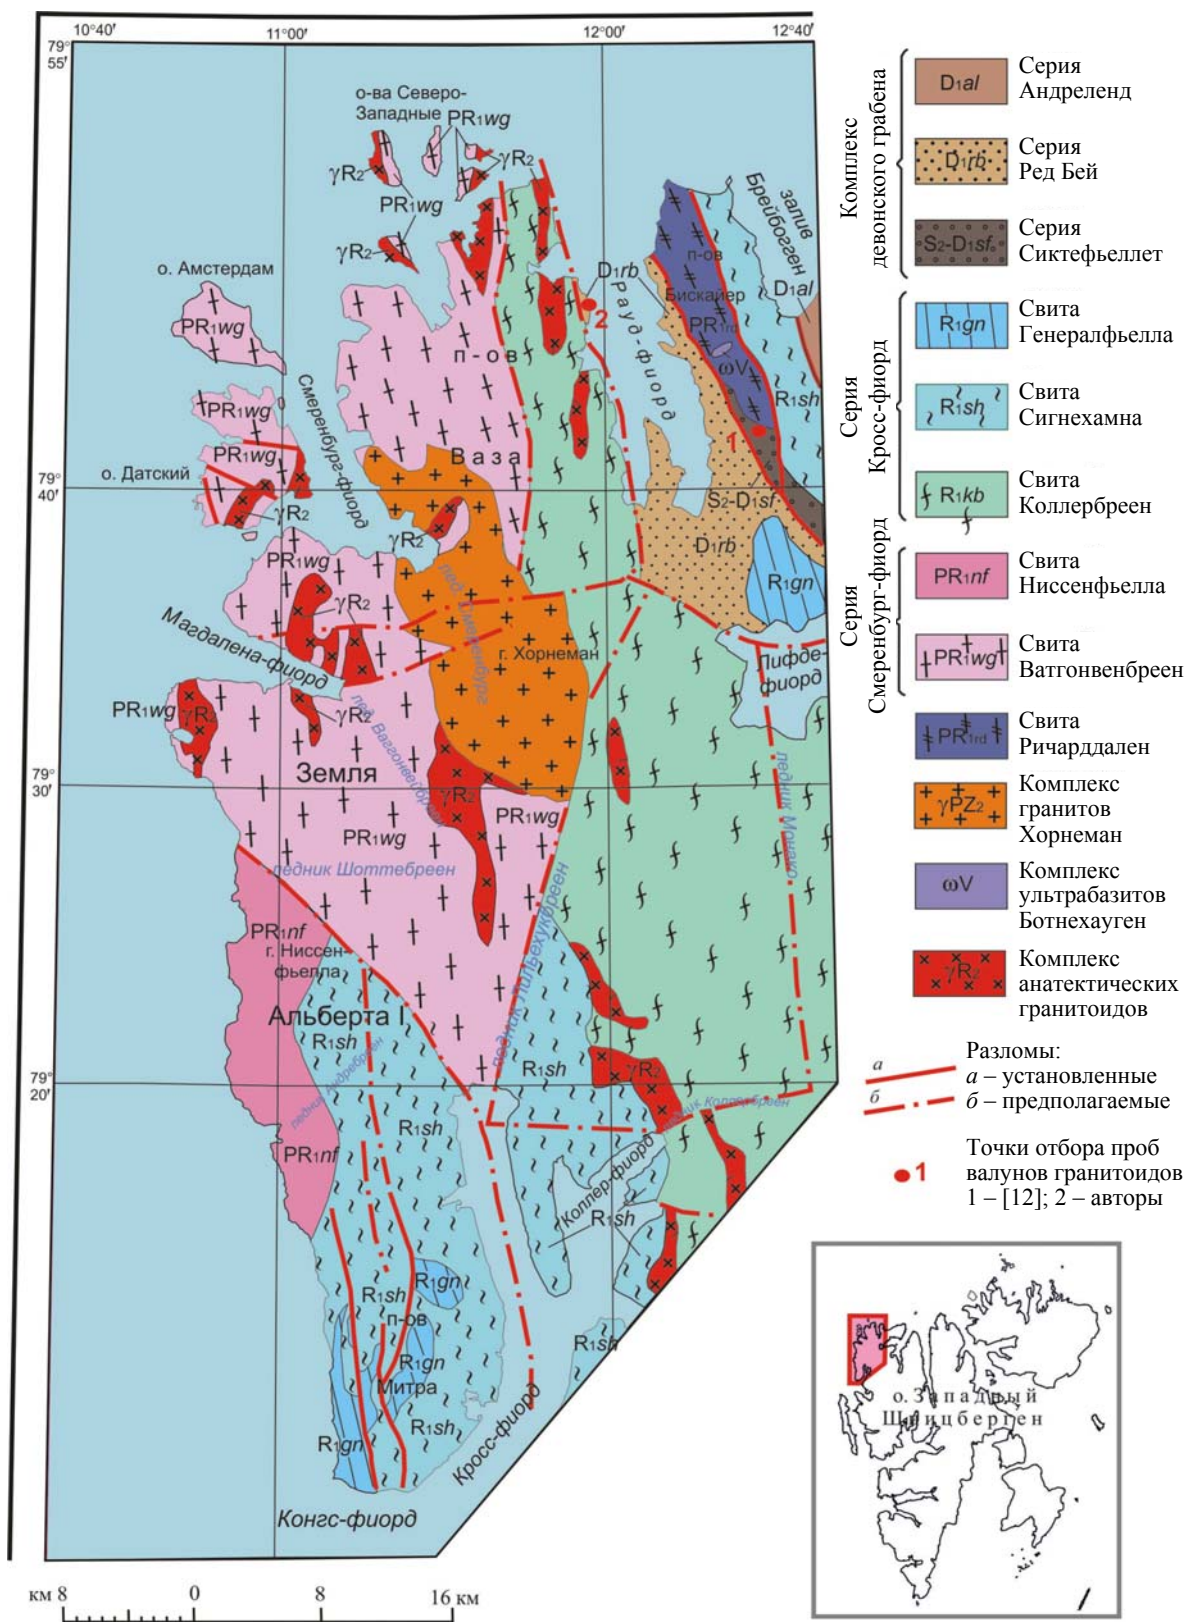 10°40′
11°00′
12°00′
12°40′
79°
55′
о-ва Северо-
Западные
PR1wg
γR2
γR2
PR1wg
γR2
о. Амстердам
PR1wg
п-ов
Ваза
PR1wg
PR1wg
о. Датский
γR2
Смеренбург-фиорд
79°
40′
D1rb
2
Рауд-фиорд
п-ов
Бискайер
PR1rd
ωV
залив
Брейбогген
D1al
R1sh
1
S2-D1sf
D1rb
R1gn
γR2
PR1wg
γR2
Магдалена-фиорд
лед. Смеренбург
г. Хорнеман
Лифде-
фиорд
PR1wg
γR2
γR2
лед. Ваггонвейбреен
Земля
79°
30′
γR2
PR1wg
PR1wg
ледник Монако
ледник Шоттебреен
ледник Лильехукбреен
PR1nf
г. Ниссен-
фьелла
Альберта I
R1sh
ледник Андребреен
R1sh
γR2
79°
20′
ледник Коллербреен
R1sh
PR1nf
Коллер-фиорд
R1sh
R1gn
R1sh
п-ов
R1gn
Митра
R1sh
R1gn
R1sh
Кросс-фиорд
Конгс-фиорд
км 8
0
8
16 км
Комплекс
девонского грабена
D1al
Серия
Андреленд
D1rb
Серия
Ред Бей
S2-D1sf
Серия
Сиктефьеллет
Серия
Кросс-фиорд
R1gn
Свита
Генералфьелла
R1sh
Свита
Сигнехамна
R1kb
Свита
Коллербреен
Серия
Смеренбург-фиорд
PR1nf
Свита
Ниссенфьелла
PR1wg
Свита
Ватгонвенбреен
PR1rd
Свита
Ричарддален
γPZ2
Комплекс
гранитов
Хорнеман
ωV
Комплекс
ультрабазитов
Ботнехауген
γR2
Комплекс
анатектических
гранитоидов
Разломы:
а
а – установленные
б
б – предполагаемые
1
Точки отбора проб
валунов гранитоидов
1 – [12]; 2 – авторы
о. Западный
Шпицберген